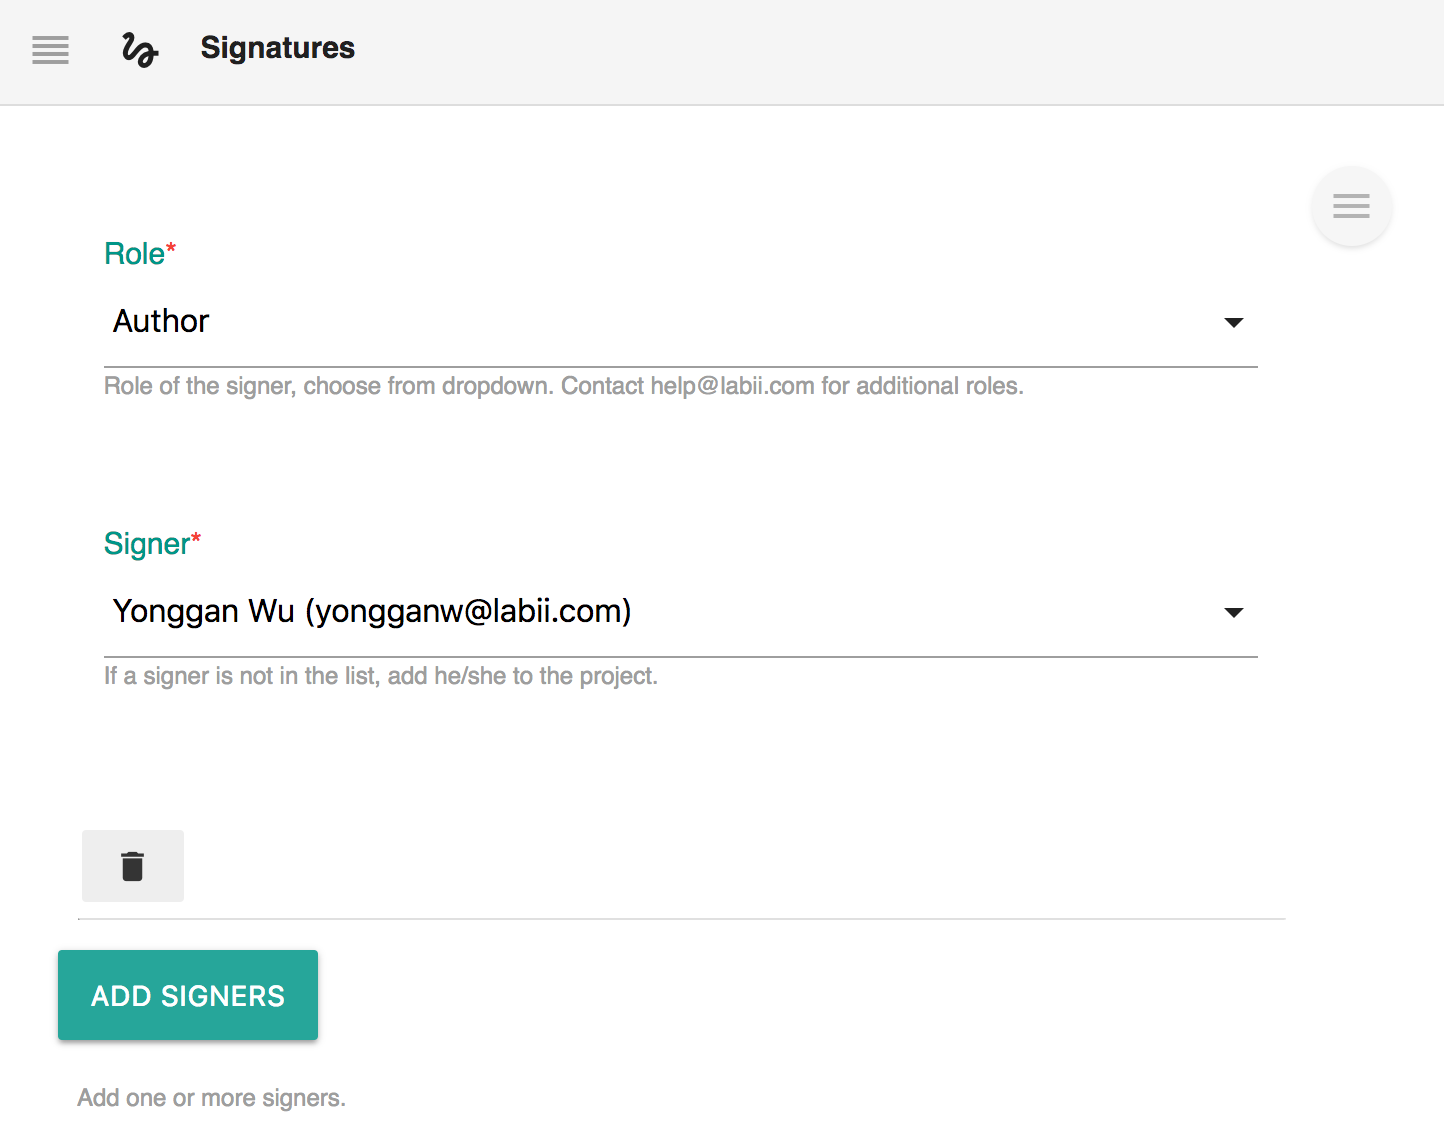 Signatures
Role*
Author
Role of the signer, choose from dropdown. Contact help@labii.com for additional roles.
Signer*
Yonggan Wu (yongganw@labii.com)
If a signer is not in the list, add he/she to the project.
ADD SIGNERS
Add one or more signers.